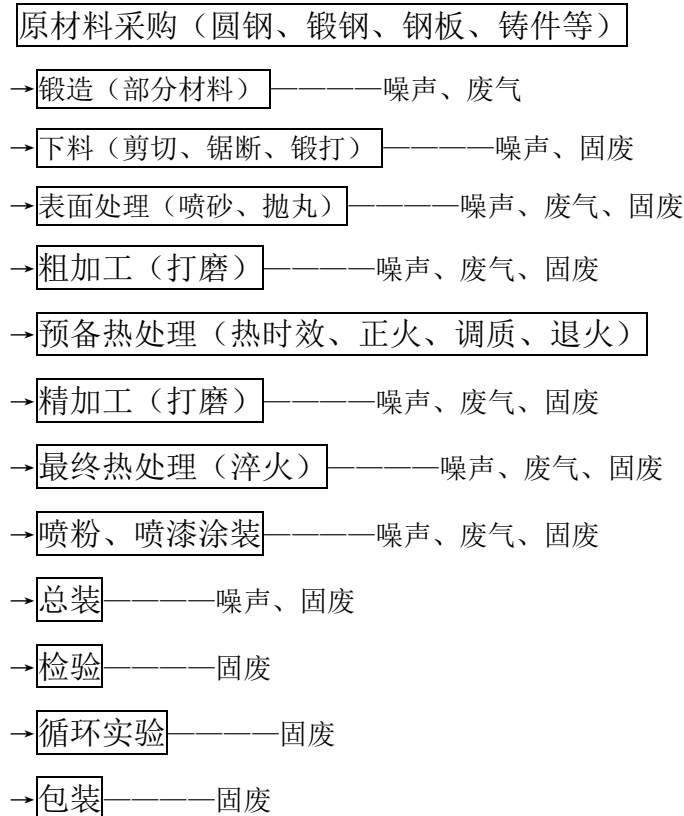 原材料采购（圆钢、锻钢、钢板、铸件等）
→锻造（部分材料）————噪声、废气
→下料（剪切、锯断、锻打）————噪声、固废
→表面处理（喷砂、抛丸）————噪声、废气、固废
→粗加工（打磨）————噪声、废气、固废
→预备热处理（热时效、正火、调质、退火）
→精加工（打磨）————噪声、废气、固废
→最终热处理（淬火）————噪声、废气、固废
→喷粉、喷漆涂装————噪声、废气、固废
→总装————噪声、固废
→检验————固废
→循环实验————固废
→包装————固废